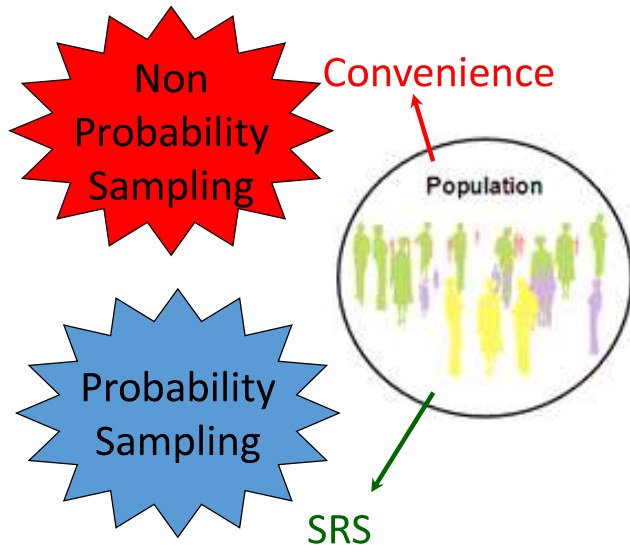 Non
Probability
Sampling
Convenience
Population
Probability
Sampling
SRS